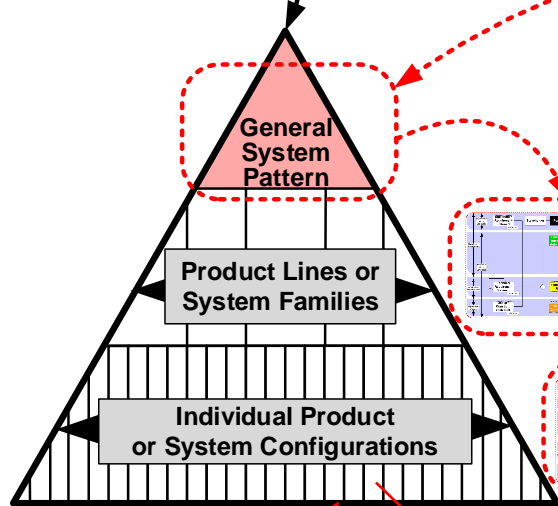 General
System
Pattern
Product Lines or
System Families
Individual Product
or System Configurations